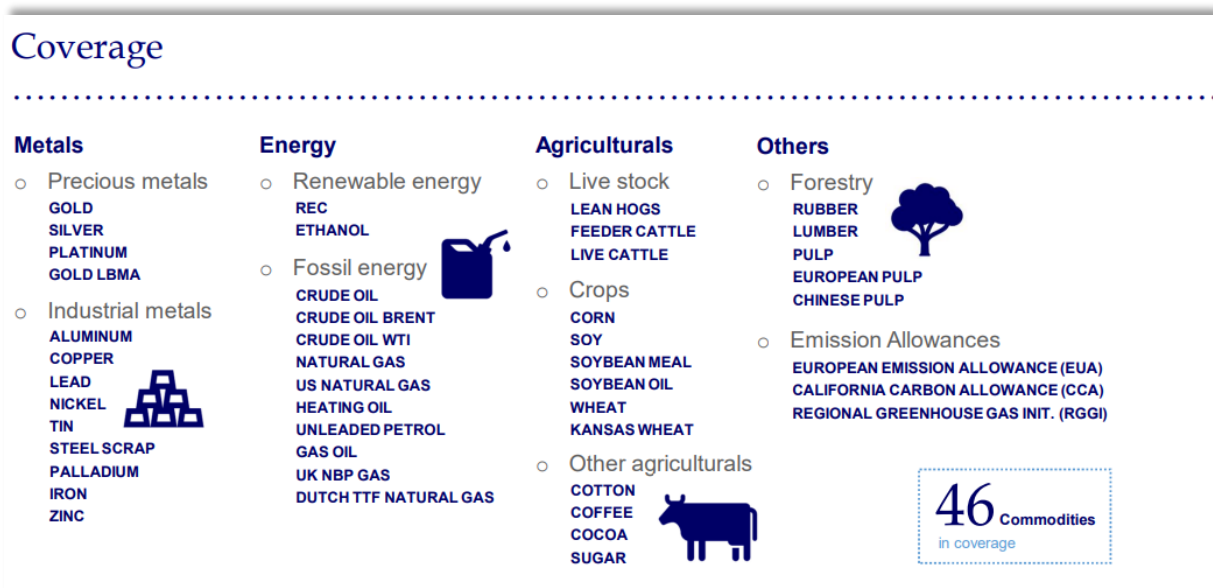 Coverage
Metals
Precious metals
GOLD
SILVER
PLATINUM
GOLD LBMA
Industrial metals
ALUMINUM
COPPER
LEAD
NICKEL
TIN
STEEL SCRAP
PALLADIUM
IRON
ZINC
Energy
Renewable energy
REC
ETHANOL
Fossil energy
CRUDE OIL
CRUDE OIL BRENT
CRUDE OIL WTI
NATURAL GAS
US NATURAL GAS
HEATING OIL
UNLEADED PETROL
GAS OIL
UK NBP GAS
DUTCH TTF NATURAL GAS
Agriculturals
Live stock
LEAN HOGS
FEEDER CATTLE
LIVE CATTLE
Crops
CORN
SOY
SOYBEAN MEAL
SOYBEAN OIL
WHEAT
KANSAS WHEAT
Other agriculturals
COTTON
COFFEE
COCOA
SUGAR
Others
Forestry
RUBBER
LUMBER
PULP
EUROPEAN PULP
CHINESE PULP
Emission Allowances
EUROPEAN EMISSION ALLOWANCE (EUA)
CALIFORNIA CARBON ALLOWANCE (CCA)
REGIONAL GREENHOUSE GAS INIT. (RGGI)
46 Commodities
in coverage